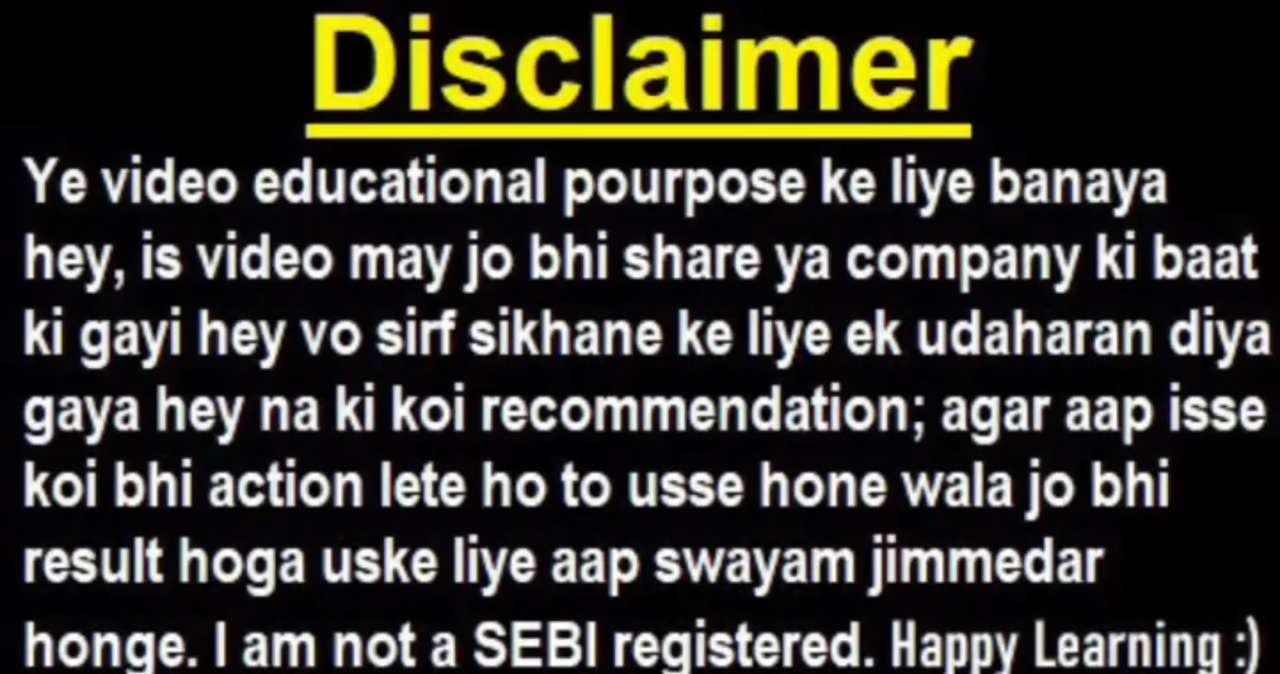 Disclaimer
Ye video educational pourpose ke liye banaya
hey, is video may jo bhi share ya company ki baat
ki gayi hey vo sirf sikhane ke liye ek udaharan diya
gaya hey na ki koi recommendation; agar aap isse
koi bhi action lete ho to usse hone wala jo bhi
result hoga uske liye aap swayam jimmedar
honge. I am not a SEBI registered. Happy Learning :)